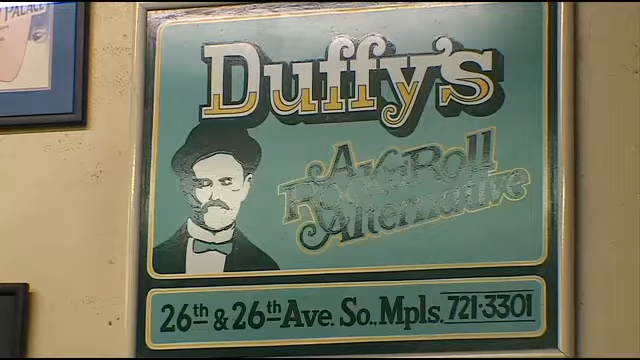 PALACE
Duffy's
A Rock & Roll
Alternative
26th & 26th Ave. So. Mpls. 721-3301